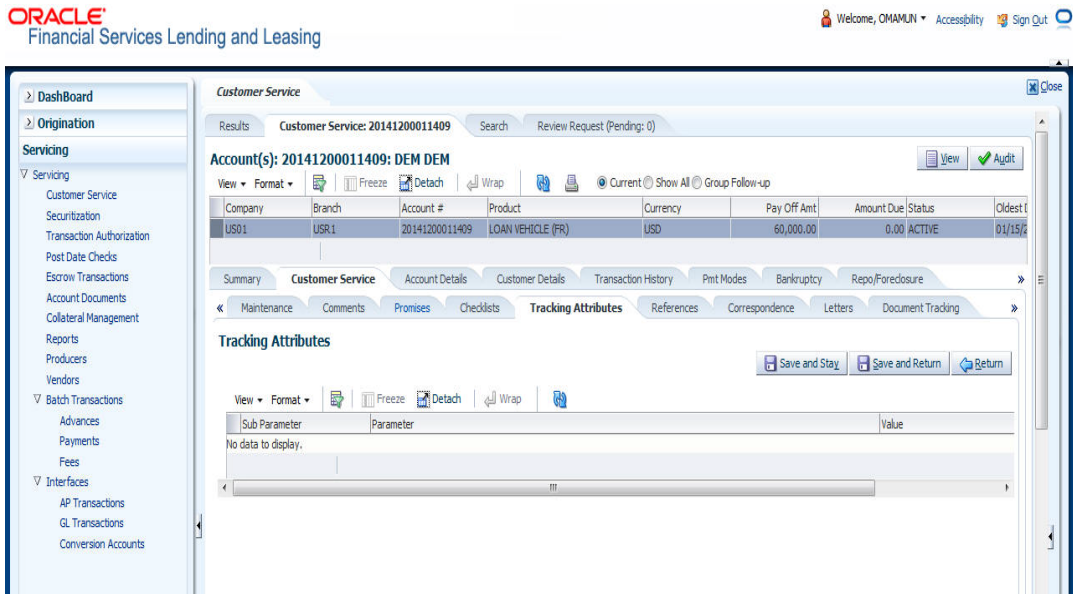 ORACLE
Financial Services Lending and Leasing
Welcome, OMAMUN Accessibility Sign Out
Close
DashBoard
Origination
Servicing
Servicing
Customer Service
Securitization
Transaction Authorization
Post Date Checks
Escrow Transactions
Account Documents
Collateral Management
Reports
Producers
Vendors
Batch Transactions
Advances
Payments
Fees
Interfaces
AP Transactions
GL Transactions
Conversion Accounts
Customer Service
Results Customer Service: 20141200011409 Search Review Request (Pending: 0)
Account(s): 20141200011409: DEM DEM
View Audit
View Format Freeze Detach Wrap Current Show All Group Follow-up
Company Branch Account # Product Currency Pay Off Amt Amount Due Status Oldest D
US01 USR1 20141200011409 LOAN VEHICLE (FR) USD 60,000.00 0.00 ACTIVE 01/15/2
Summary Customer Service Account Details Customer Details Transaction History Pmt Modes Bankruptcy Repo/Foreclosure »
« Maintenance Comments Promises Checklists Tracking Attributes References Correspondence Letters Document Tracking »
Tracking Attributes
Save and Stay Save and Return Return
View Format Freeze Detach Wrap
Sub Parameter Parameter Value
No data to display.